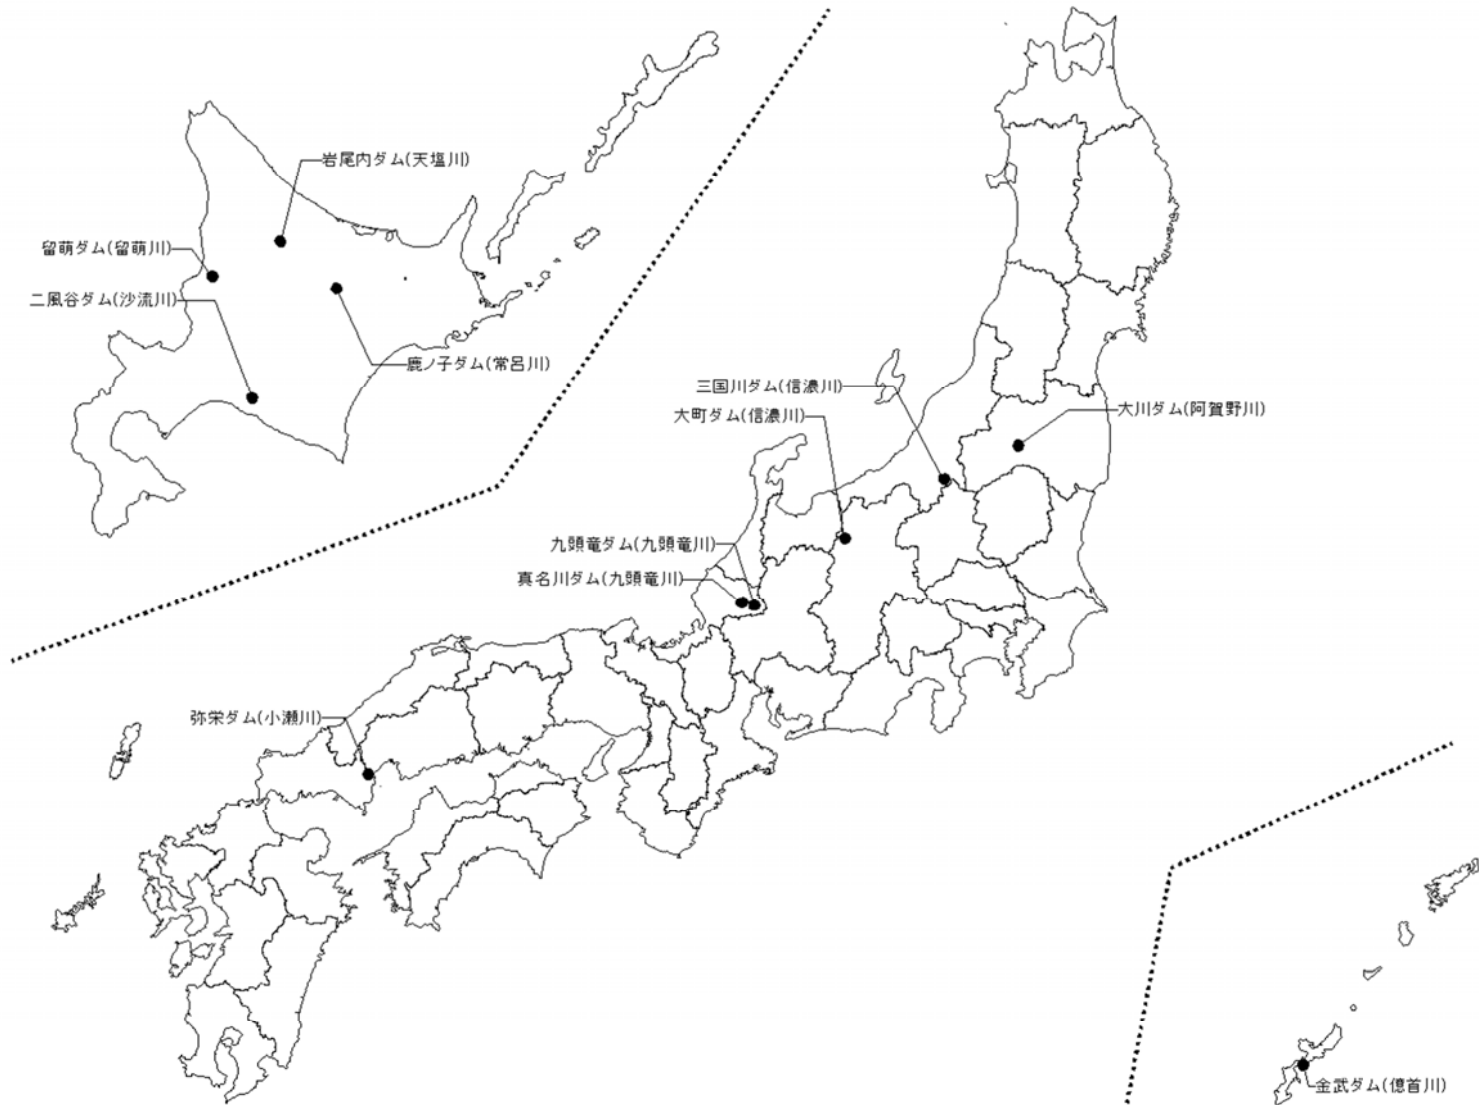 岩尾内ダム(天塩川)
留萌ダム(留萌川)
二風谷ダム(沙流川)
鹿ノ子ダム(常呂川)
三国川ダム(信濃川)
大町ダム(信濃川)
大川ダム(阿賀野川)
九頭竜ダム(九頭竜川)
真名川ダム(九頭竜川)
弥栄ダム(小瀬川)
金武ダム(億首川)